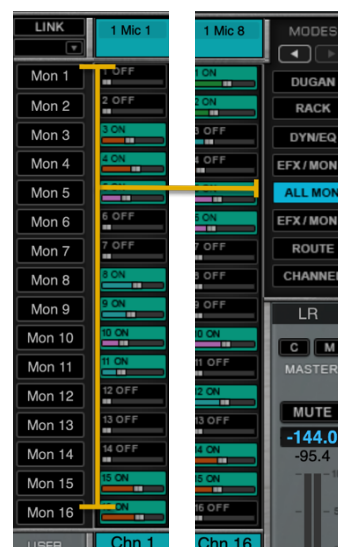 LINK
1 Mic 1
1 Mic 8
MODES
Mon 1
1 OFF
1 ON
DUGAN
Mon 2
2 OFF
2 ON
RACK
Mon 3
3 ON
3 OFF
DYN/EQ
Mon 4
4 ON
4 OFF
EFX / MON
Mon 5
ALL MON
Mon 6
6 OFF
6 ON
EFX / MON
Mon 7
7 OFF
7 OFF
ROUTE
Mon 8
8 ON
8 OFF
CHANNEL
Mon 9
9 ON
9 OFF
LR
Mon 10
10 ON
10 ON
C
M
Mon 11
11 ON
11 OFF
MASTER
Mon 12
12 OFF
12 ON
MUTE
Mon 13
13 OFF
13 OFF
-144.0
Mon 14
14 OFF
14 ON
-95.4
Mon 15
15 ON
15 ON
10
Mon 16
ON
16 OFF
USER
Chn 1
Chn 16